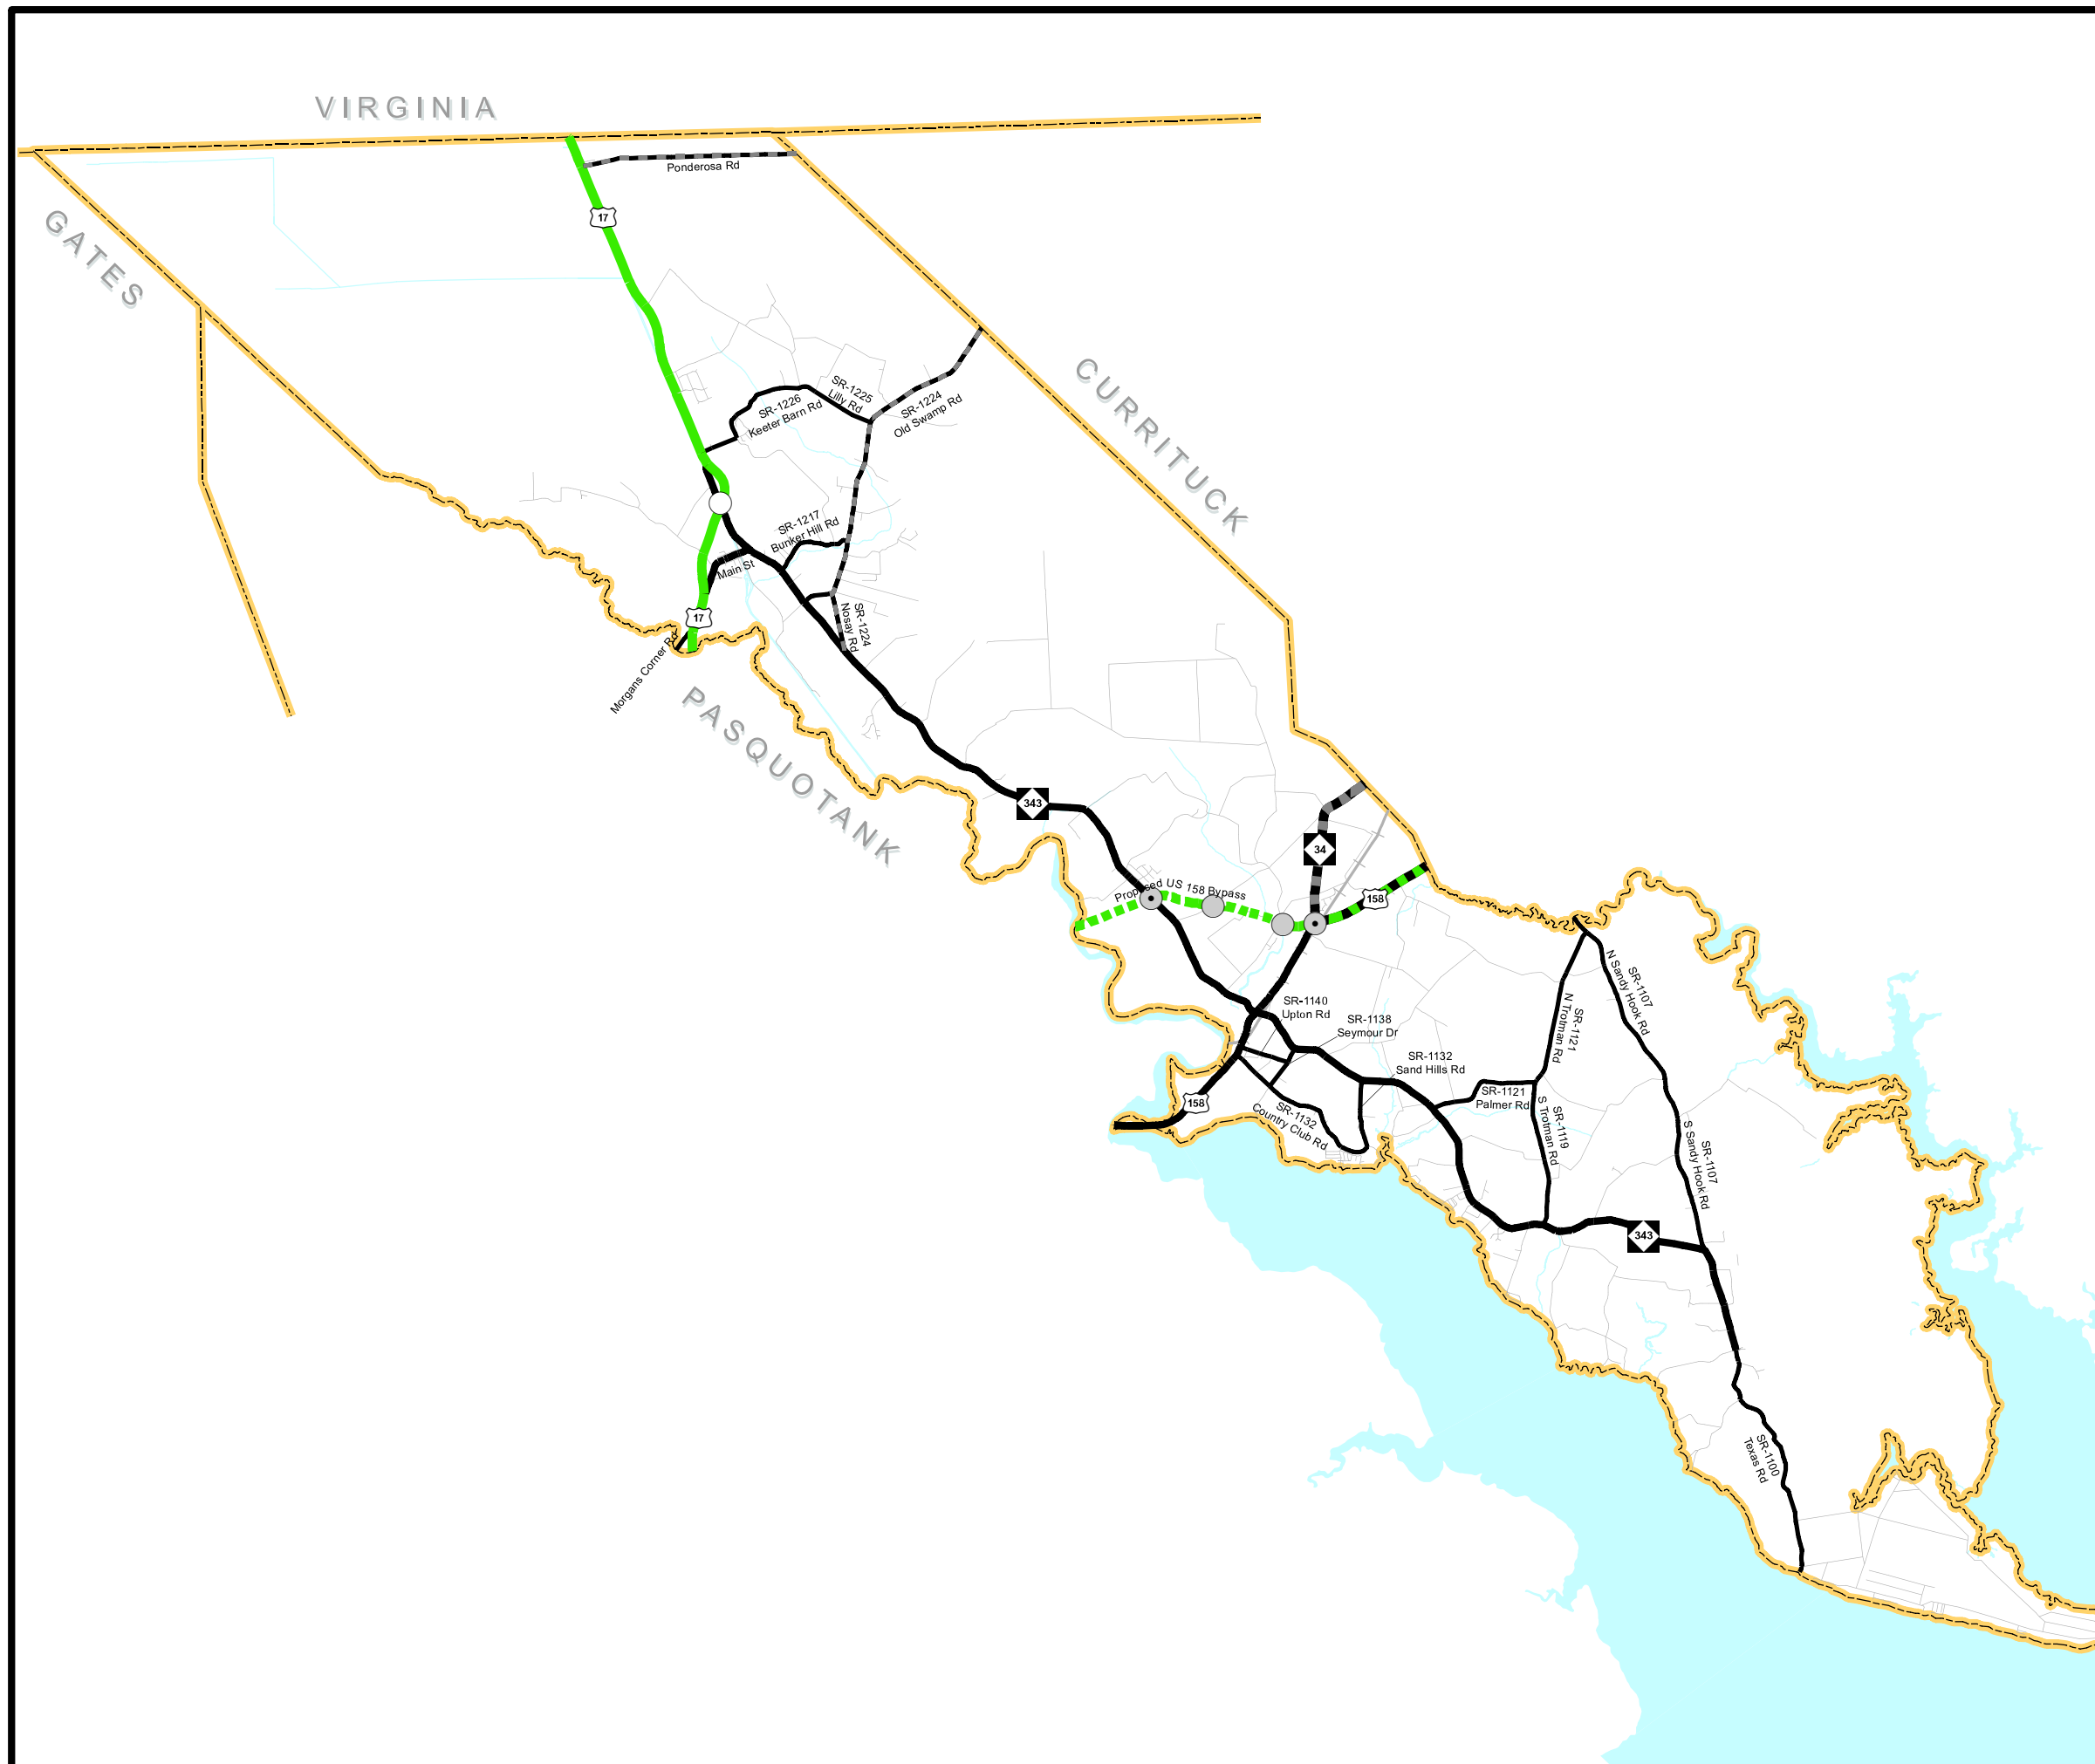 VIRGINIA
Ponderosa Rd
GATES
17
CURRITUCK
SR-1225
Lilly Rd
SR-1226
Keeter Barn Rd
SR-1224
Old Swamp Rd
SR-1217
Bunker Hill Rd
Main St
SR-1224
Nosay Rd
17
Morgans Corner Rd
PASQUOTANK
343
34
Proposed US 158 Bypass
158
SR-1140
Upton Rd
SR-1138
Seymour Dr
SR-1132
Sand Hills Rd
SR-1107
N Sandy Hook Rd
SR-1121
N Trotman Rd
SR-1121
Palmer Rd
SR-1119
S Trotman Rd
158
SR-1132
Country Club Rd
SR-1107
S Sandy Hook Rd
343
SR-1100
Texas Rd